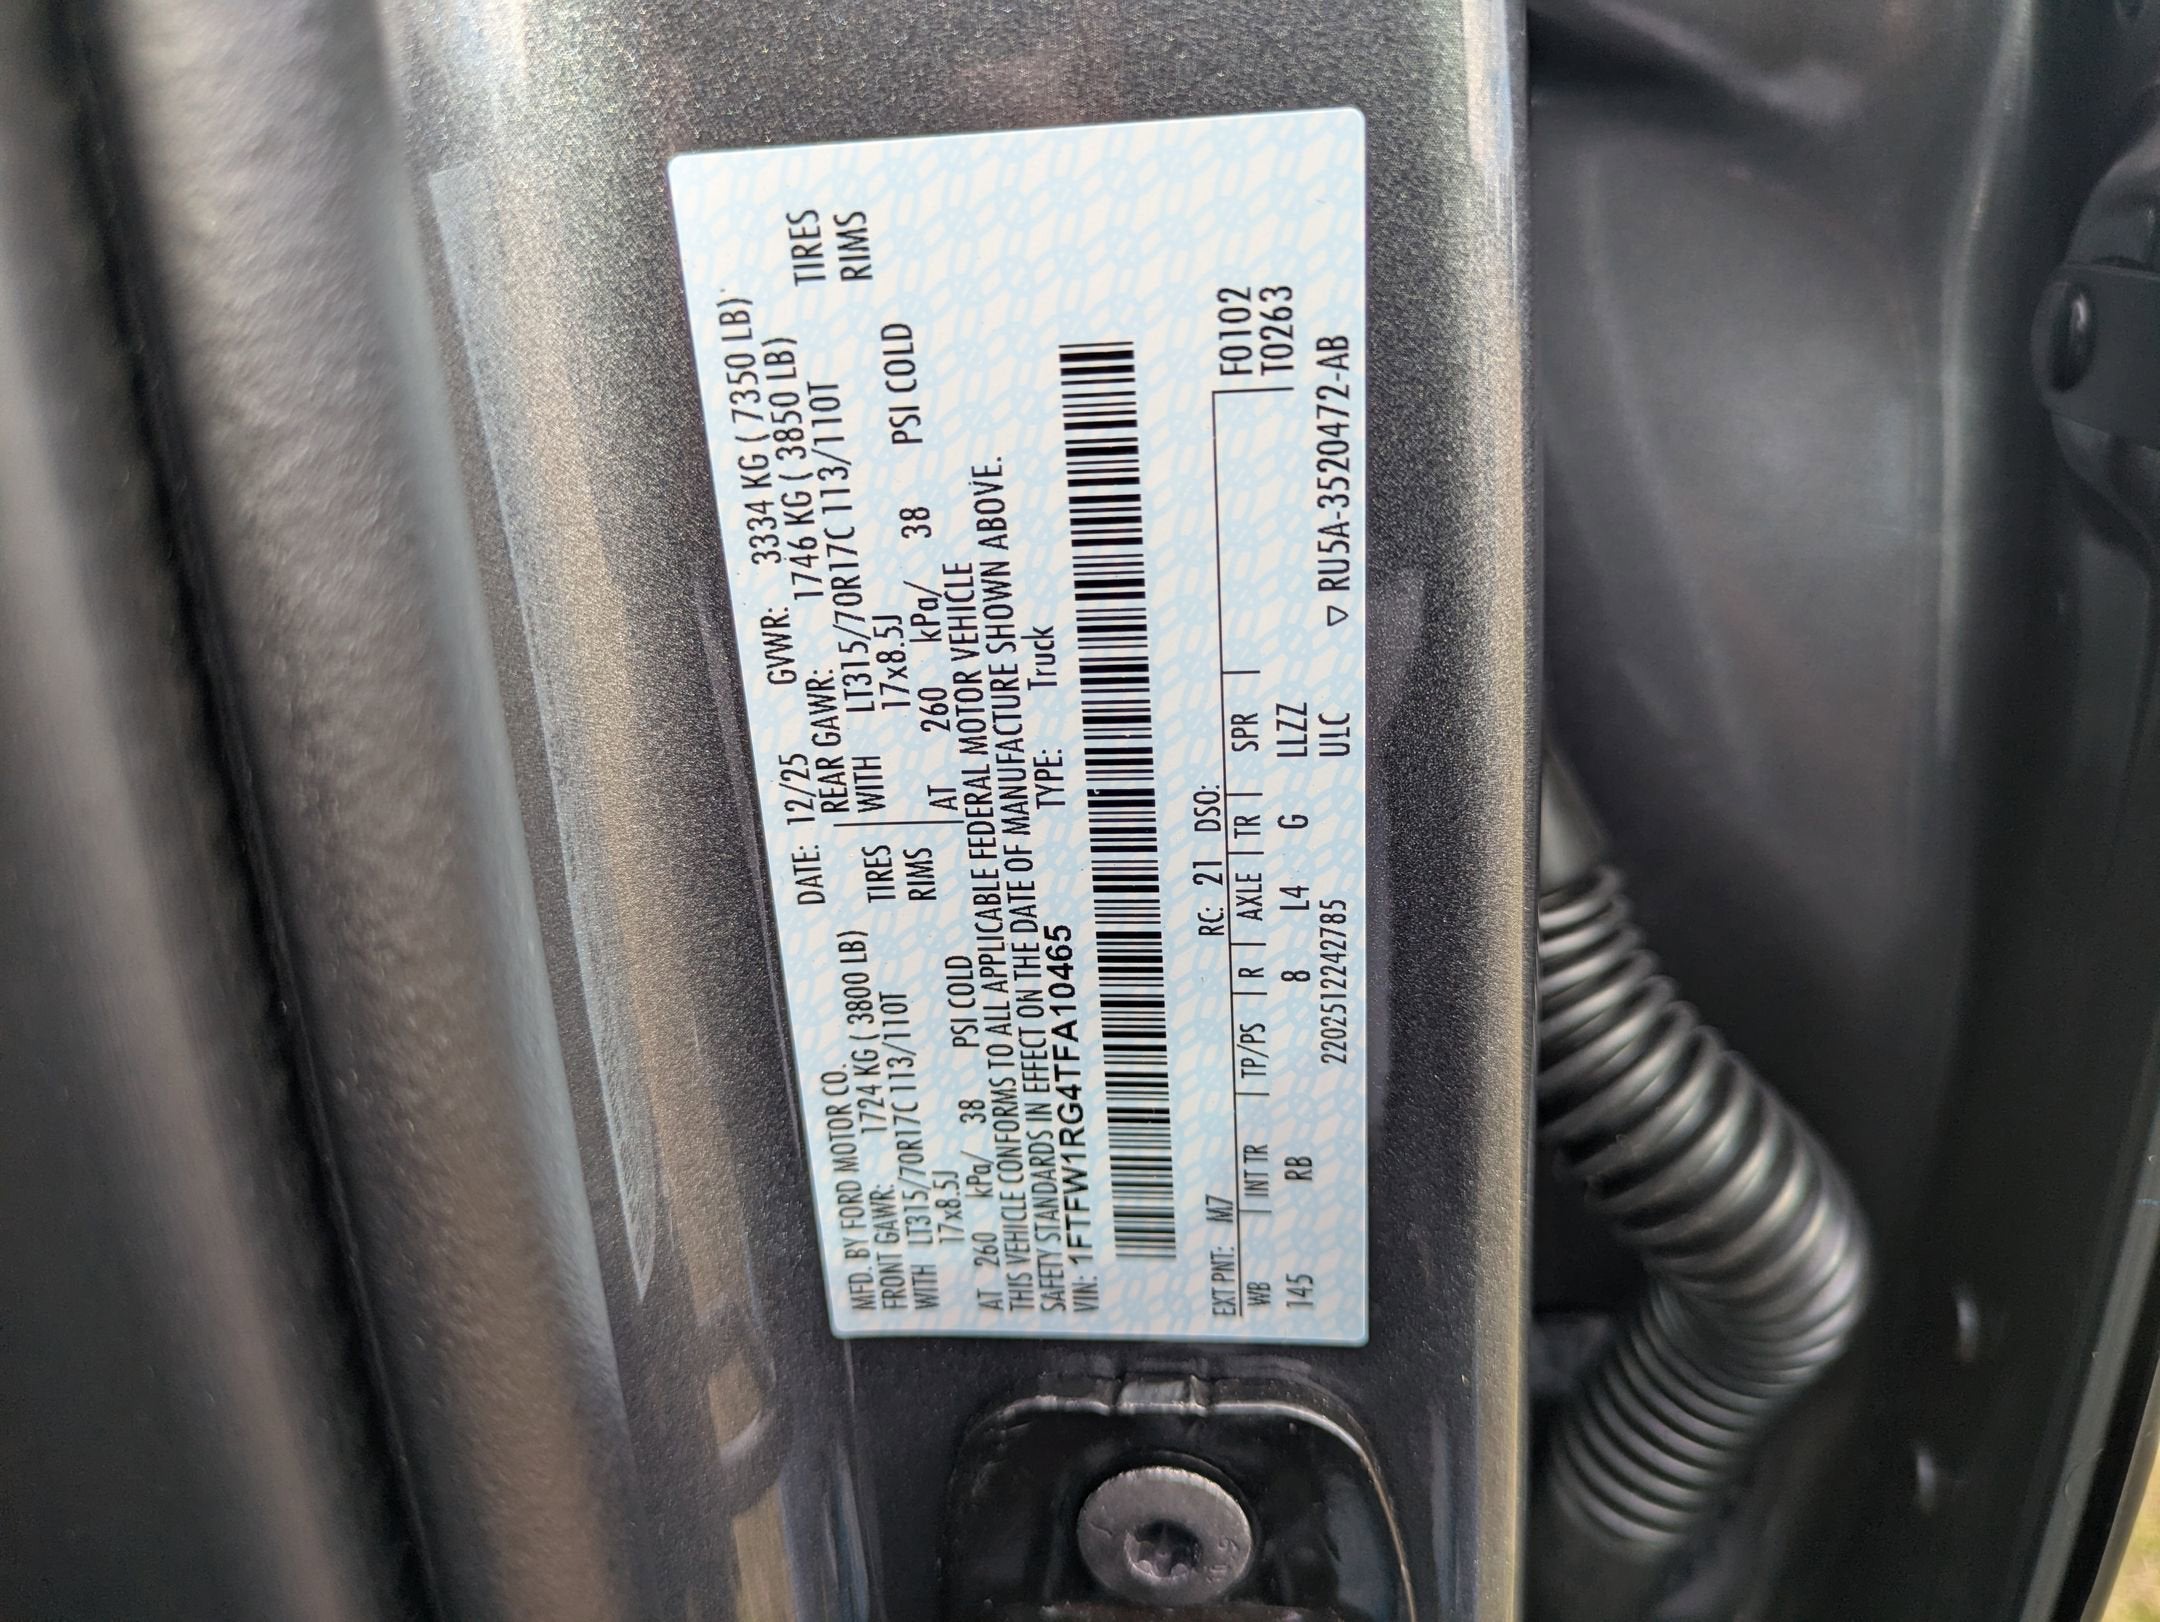 MFD. BY FORD MOTOR CO. DATE: 12/25 GVWR: 3334 KG ( 7350 LB)
FRONT GAWR: 1724 KG ( 3800 LB) REAR GAWR: 1746 KG ( 3850 LB)
WITH LT315/70R17C 113/110T TIRES WITH LT315/70R17C 113/110T TIRES
17x8.5J RIMS 17x8.5J RIMS
AT 260 kPa/ 38 PSI COLD AT 260 kPa/ 38 PSI COLD
THIS VEHICLE CONFORMS TO ALL APPLICABLE FEDERAL MOTOR VEHICLE
SAFETY STANDARDS IN EFFECT ON THE DATE OF MANUFACTURE SHOWN ABOVE.
VIN: 1FTFW1RG4TFA10465 TYPE: Truck
EXT PNT: M7 RC: 21 DSO:
WB INT TR TP/PS R AXLE TR SPR F0102
T0263
145 RB 8 L4 G LLZZ
2202512242785 ULC ▽ RU5A-3520472-AB